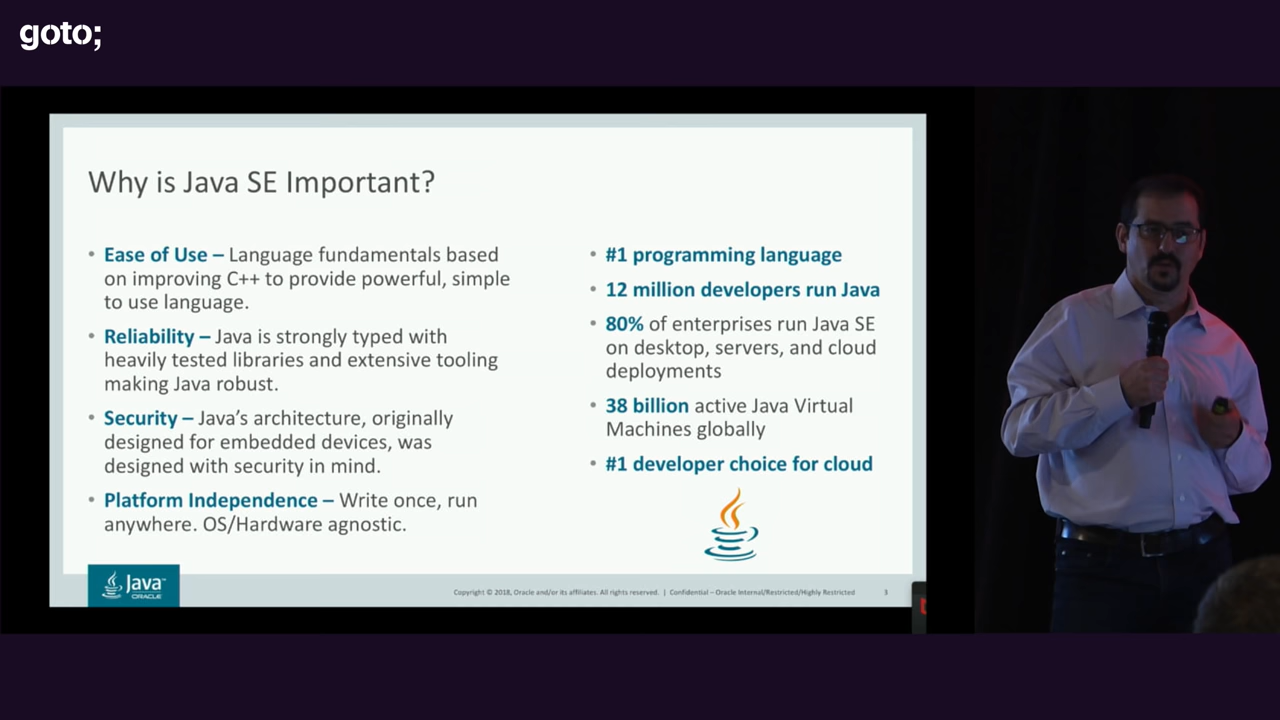 goto;
Why is Java SE Important?
• Ease of Use – Language fundamentals based
on improving C++ to provide powerful, simple
to use language.
• Reliability – Java is strongly typed with
heavily tested libraries and extensive tooling
making Java robust.
• Security – Java’s architecture, originally
designed for embedded devices, was
designed with security in mind.
• Platform Independence – Write once, run
anywhere. OS/Hardware agnostic.
• #1 programming language
• 12 million developers run Java
• 80% of enterprises run Java SE
on desktop, servers, and cloud
deployments
• 38 billion active Java Virtual
Machines globally
• #1 developer choice for cloud
Java™
ORACLE
Copyright © 2018, Oracle and/or its affiliates. All rights reserved. | Confidential – Oracle Internal/Restricted/Highly Restricted 3